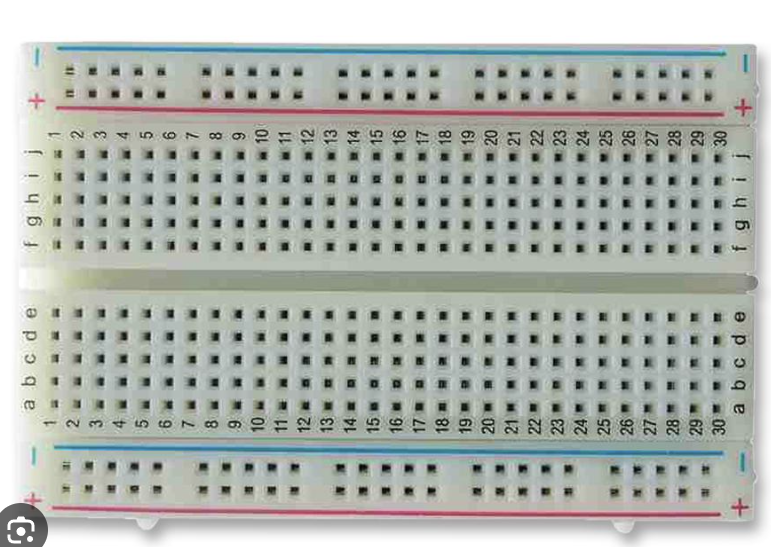 − −
+ +
1 2 3 4 5 6 7 8 9 10 11 12 13 14 15 16 17 18 19 20 21 22 23 24 25 26 27 28 29 30
j j
i i
h h
g g
f f
e e
d d
c c
b b
a a
1 2 3 4 5 6 7 8 9 10 11 12 13 14 15 16 17 18 19 20 21 22 23 24 25 26 27 28 29 30
− −
+ +